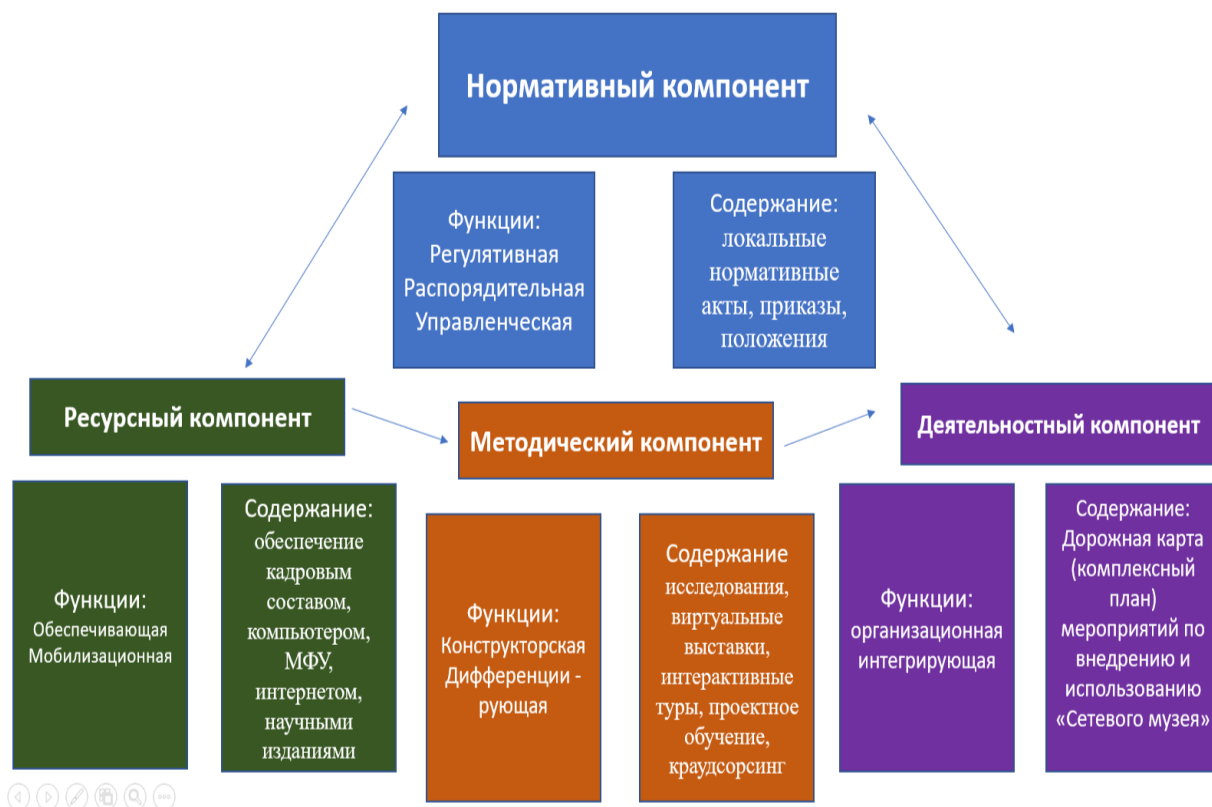 Нормативный компонент
Функции:
Регулятивная
Распорядительная
Управленческая
Содержание:
локальные
нормативные
акты, приказы,
положения
Ресурсный компонент
Методический компонент
Деятельностный компонент
Функции:
Обеспечивающая
Мобилизационная
Содержание:
обеспечение
кадровым
составом,
компьютером,
МФУ,
интернетом,
научными
изданиями
Функции:
Конструкторская
Дифференции -
рующая
Содержание
исследования,
виртуальные
выставки,
интерактивные
туры, проектное
обучение,
краудсорсинг
Функции:
организационная
интегрирующая
Содержание:
Дорожная карта
(комплексный
план)
мероприятий по
внедрению и
использованию
«Сетевого музея»